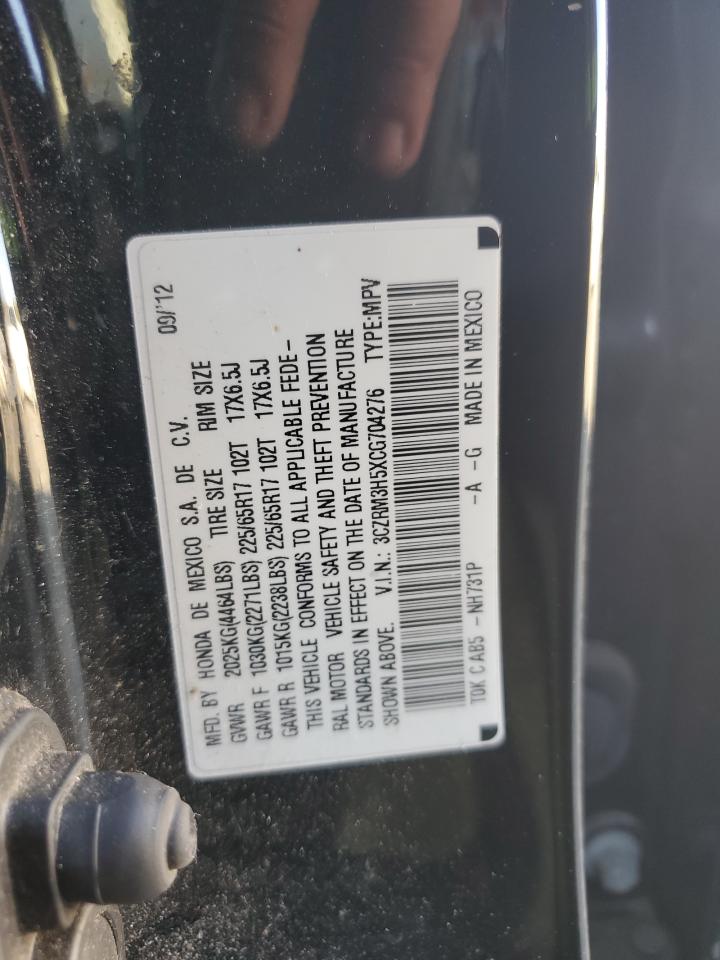 MFD. BY HONDA DE MEXICO S.A. DE C.V. 09/'12
GVWR 2025KG(4464LBS) TIRE SIZE RIM SIZE
GAWR F 1030KG(2271LBS) 225/65R17 102T 17X6.5J
GAWR R 1015KG(2238LBS) 225/65R17 102T 17X6.5J
THIS VEHICLE CONFORMS TO ALL APPLICABLE FEDE-
RAL MOTOR VEHICLE SAFETY AND THEFT PREVENTION
STANDARDS IN EFFECT ON THE DATE OF MANUFACTURE
SHOWN ABOVE. V.I.N.: 3CZRM3H5XCG704276 TYPE:MPV
T0K C AB5 -NH731P -A -G MADE IN MEXICO